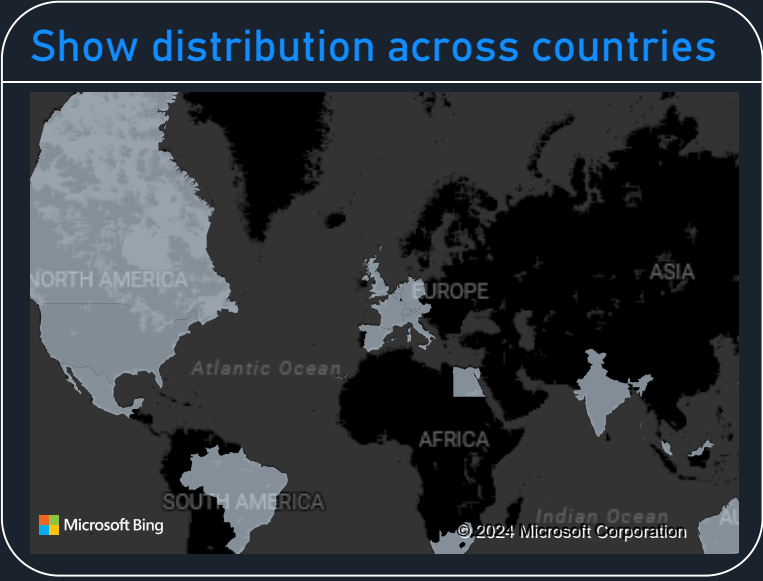 Show distribution across countries
ASIA
NORTH AMERICA
EUROPE
Atlantic Ocean
AFRICA
SOUTH AMERICA
Indian Ocean
AU
Microsoft Bing
© 2024 Microsoft Corporation